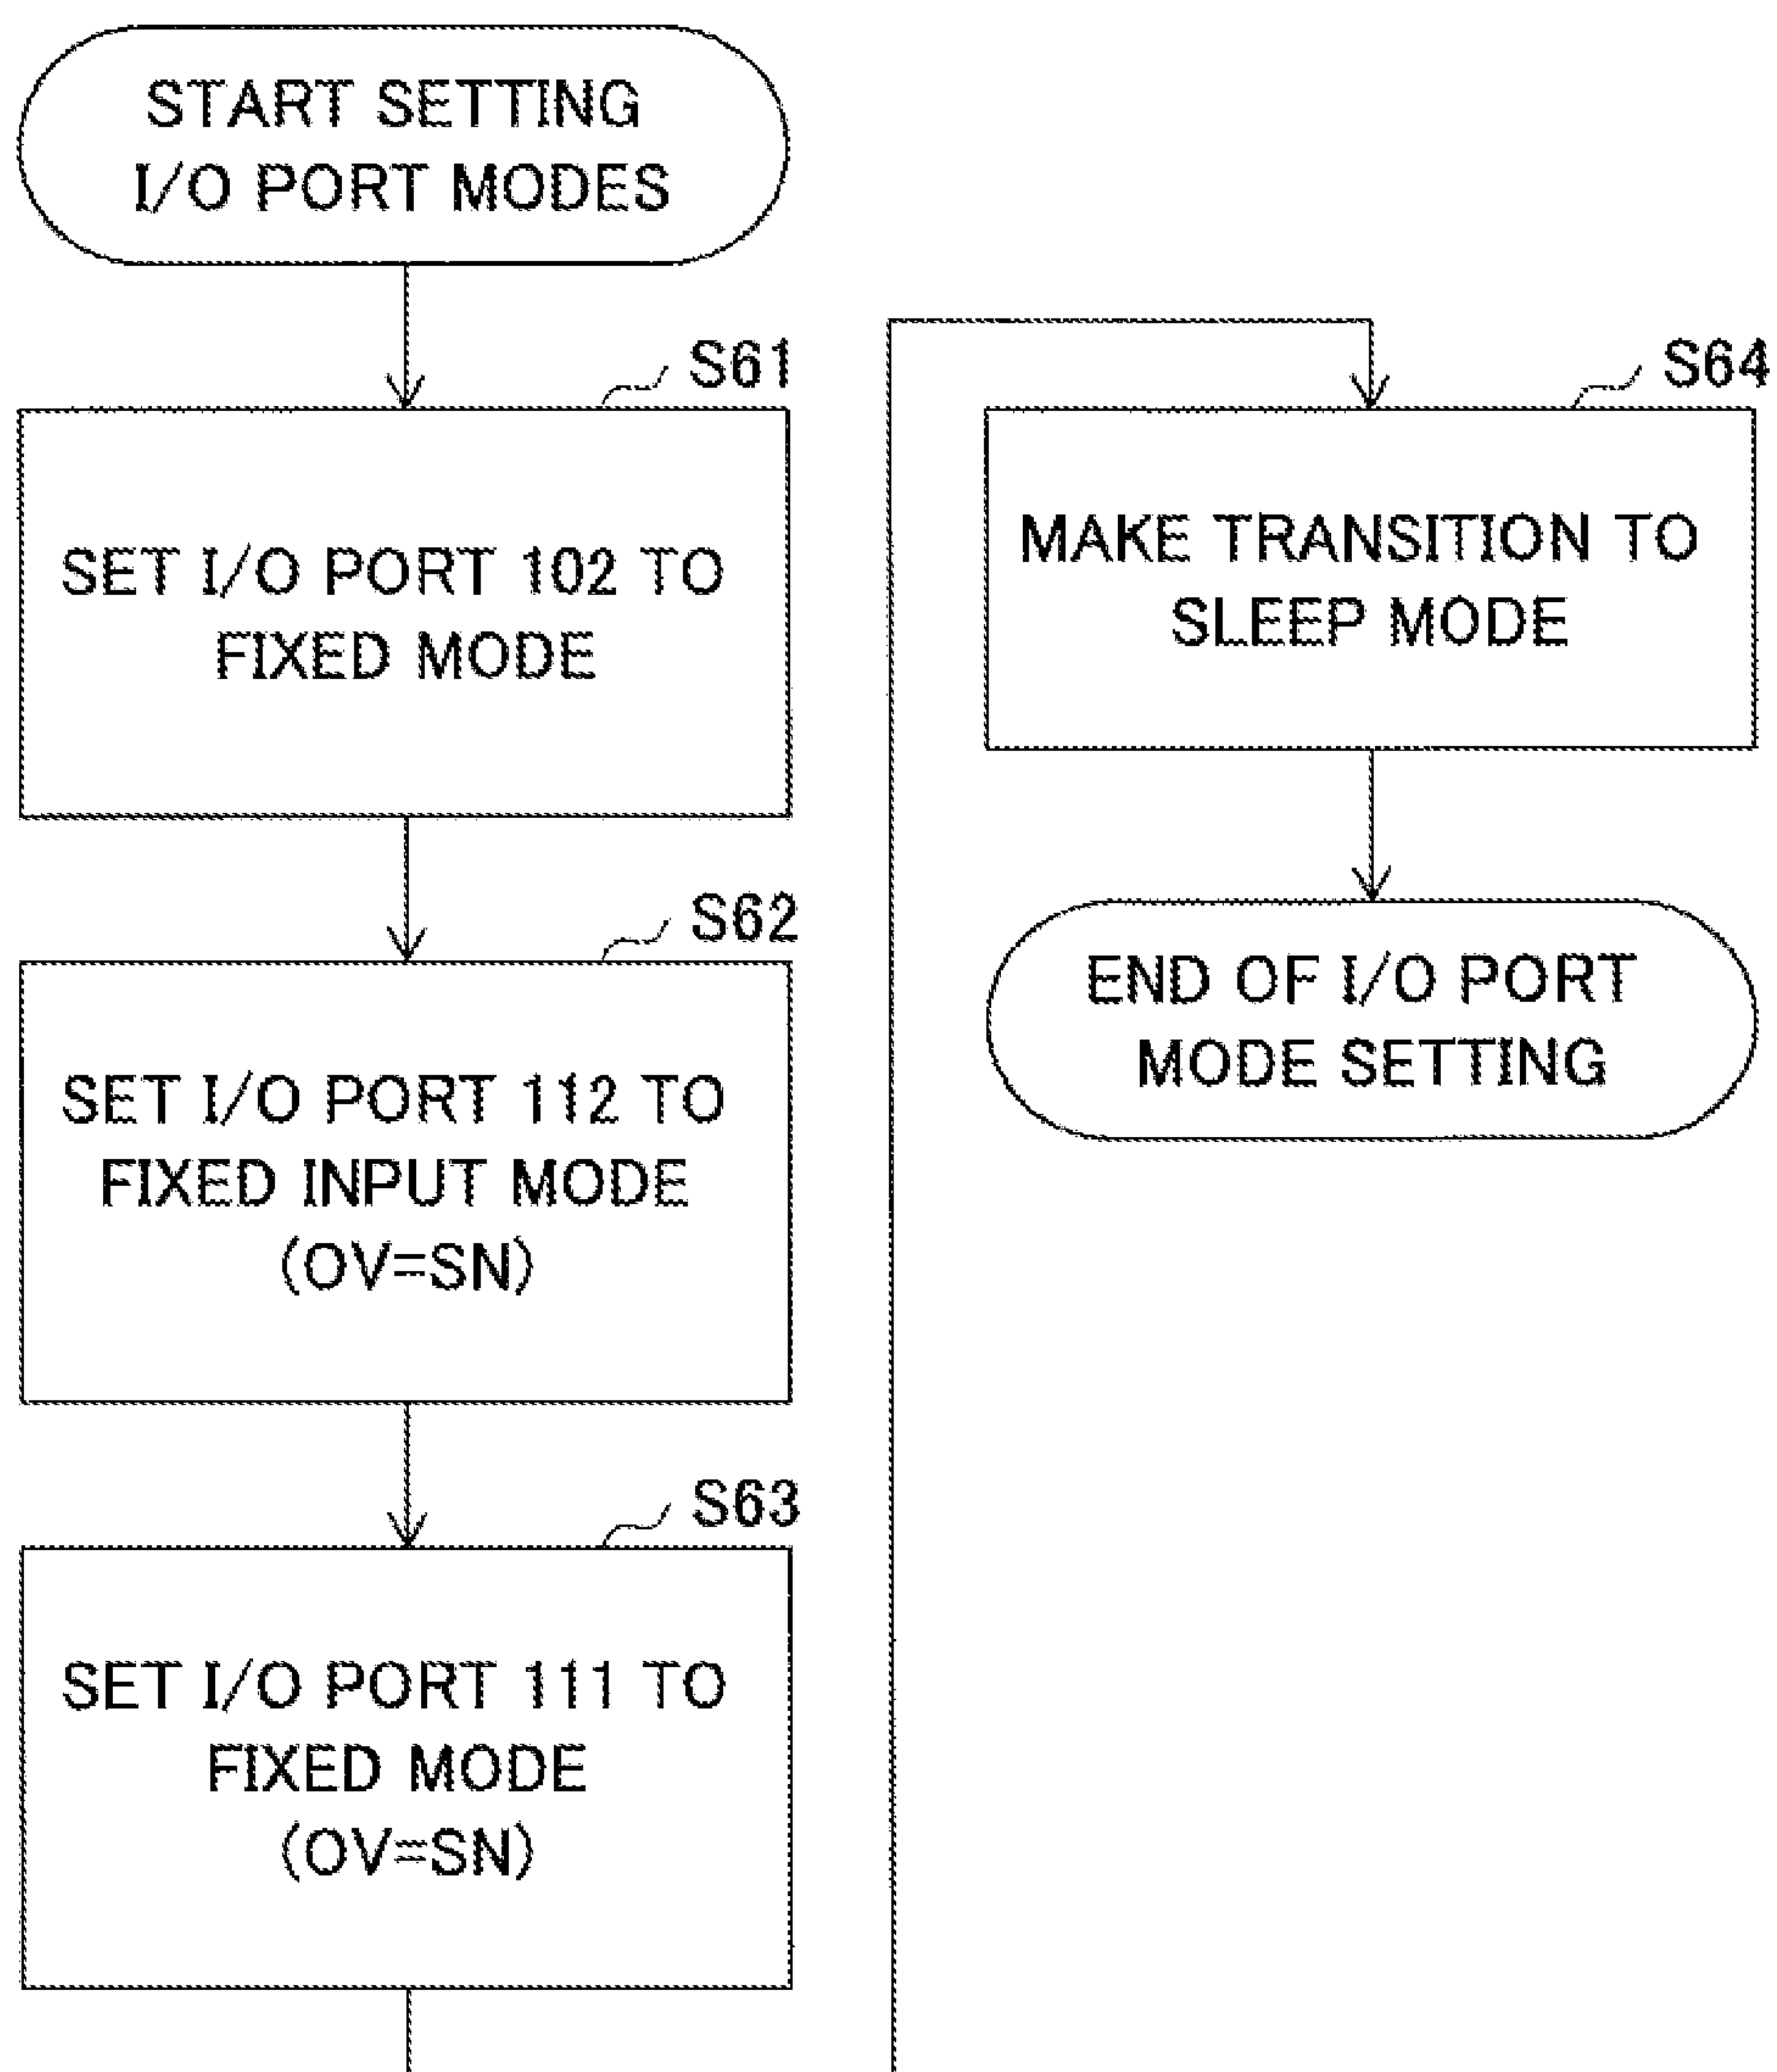 START SETTING
I/O PORT MODES
S61
SET I/O PORT 102 TO
FIXED MODE
S62
SET I/O PORT 112 TO
FIXED INPUT MODE
(OV=SN)
S63
SET I/O PORT 111 TO
FIXED MODE
(OV=SN)
S64
MAKE TRANSITION TO
SLEEP MODE
END OF I/O PORT
MODE SETTING